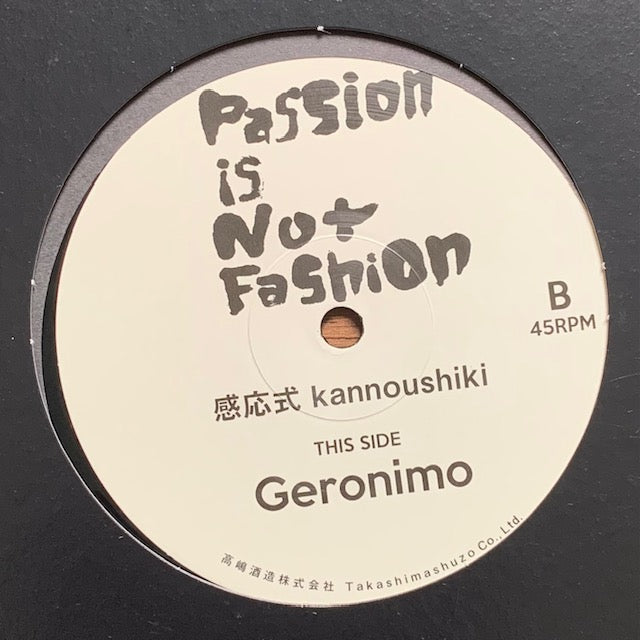 Passion
is
Not
Fashion
B
45RPM
感応式 kannoushiki
THIS SIDE
Geronimo
高嶋酒造株式会社 Takashimashuzo Co., Ltd.